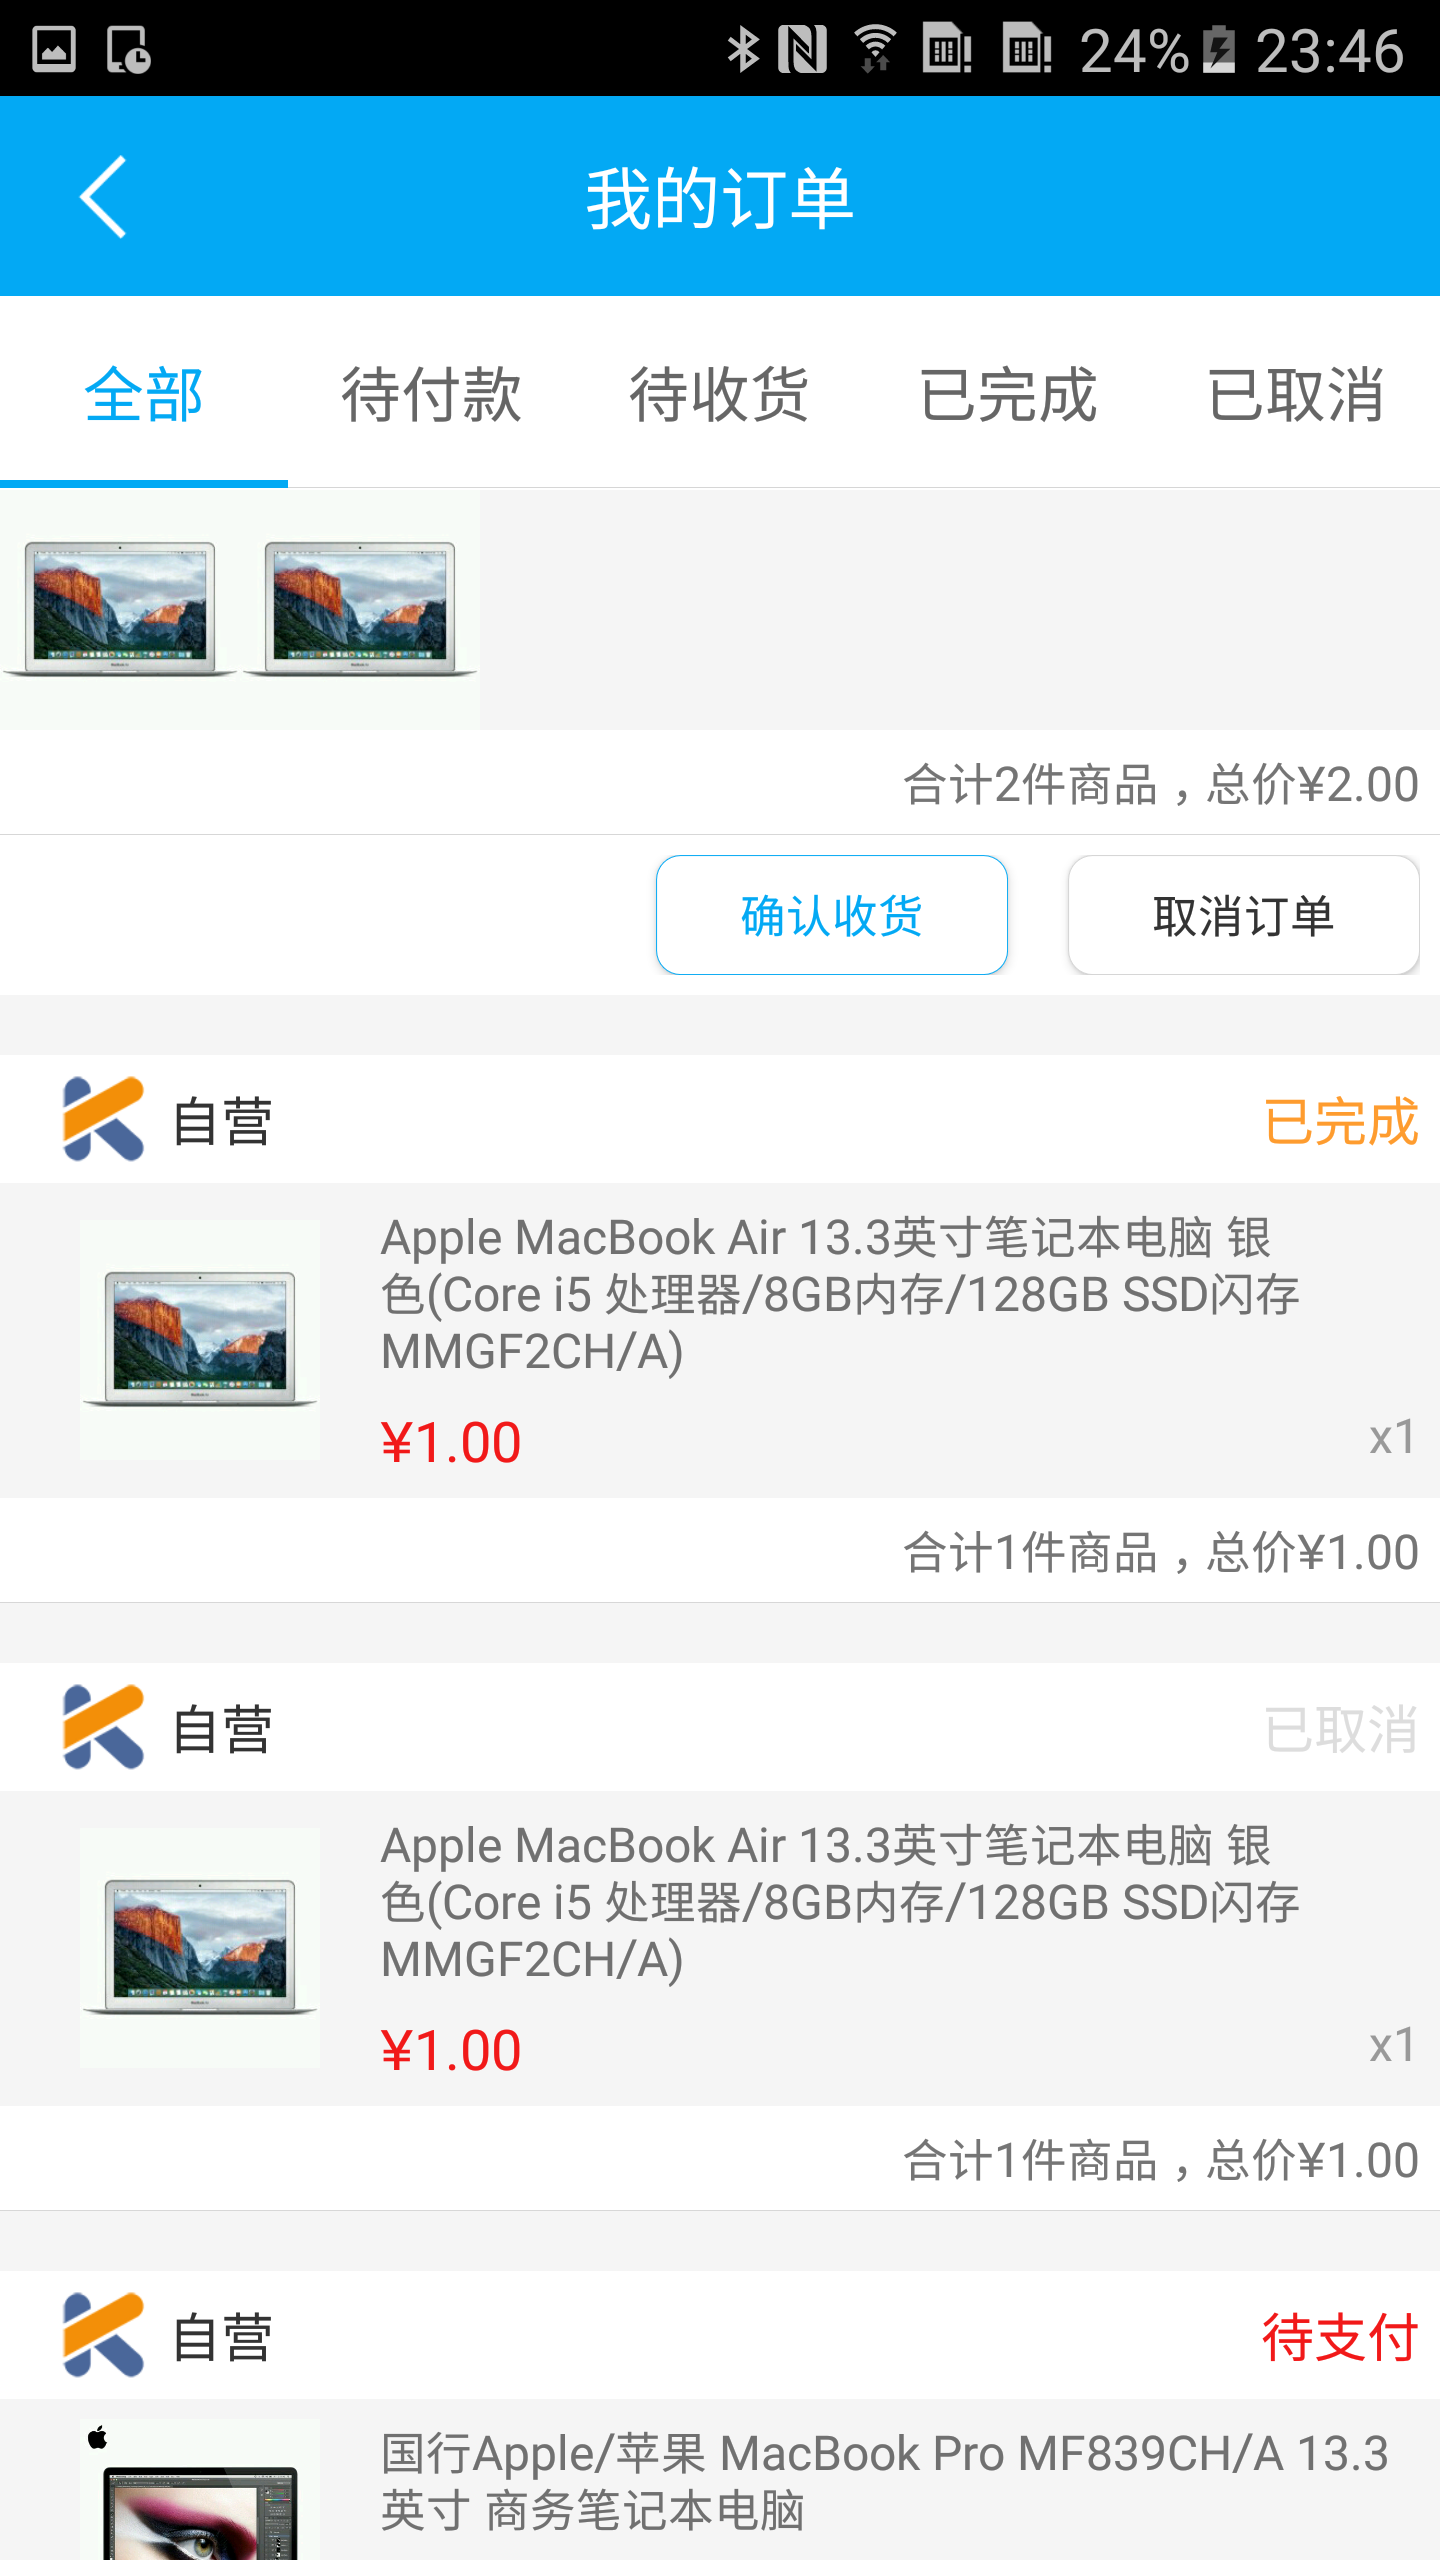 24% 23:46
我的订单
全部 待付款 待收货 已完成 已取消
合计2件商品，总价¥2.00
确认收货 取消订单
自营 已完成
Apple MacBook Air 13.3英寸笔记本电脑 银
色(Core i5 处理器/8GB内存/128GB SSD闪存
MMGF2CH/A)
¥1.00 x1
合计1件商品，总价¥1.00
自营 已取消
Apple MacBook Air 13.3英寸笔记本电脑 银
色(Core i5 处理器/8GB内存/128GB SSD闪存
MMGF2CH/A)
¥1.00 x1
合计1件商品，总价¥1.00
自营 待支付
国行Apple/苹果 MacBook Pro MF839CH/A 13.3
英寸 商务笔记本电脑